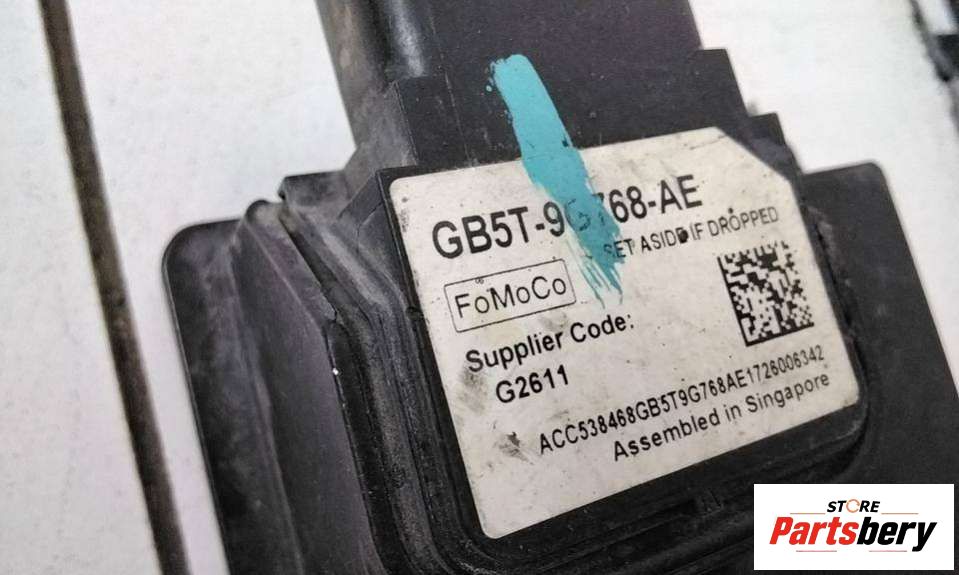 GB5T-9G768-AE
SET ASIDE IF DROPPED
FoMoCo
Supplier Code:
G2611
ACC538468GB5T9G768AE1726006342
Assembled in Singapore
STORE
Partsbery